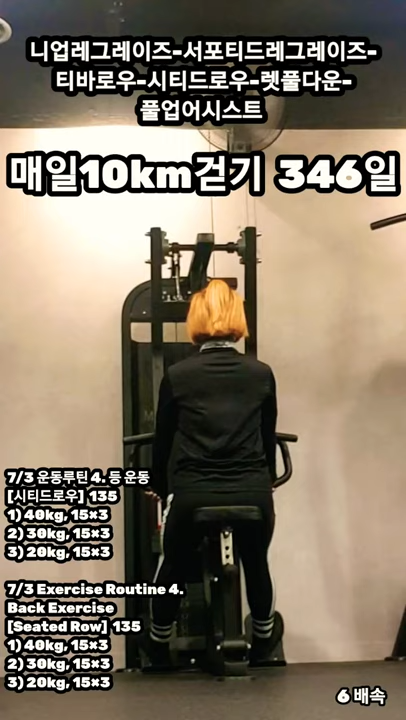 니업레그레이즈-서포티드레그레이즈-
티바로우-시티드로우-렛풀다운-
풀업어시스트
매일10km걷기 346일
7/3 운동루틴 4. 등 운동
[시티드로우] 135
1) 40kg, 15×3
2) 30kg, 15×3
3) 20kg, 15×3
7/3 Exercise Routine 4.
Back Exercise
[Seated Row] 135
1) 40kg, 15×3
2) 30kg, 15×3
3) 20kg, 15×3
6 배속